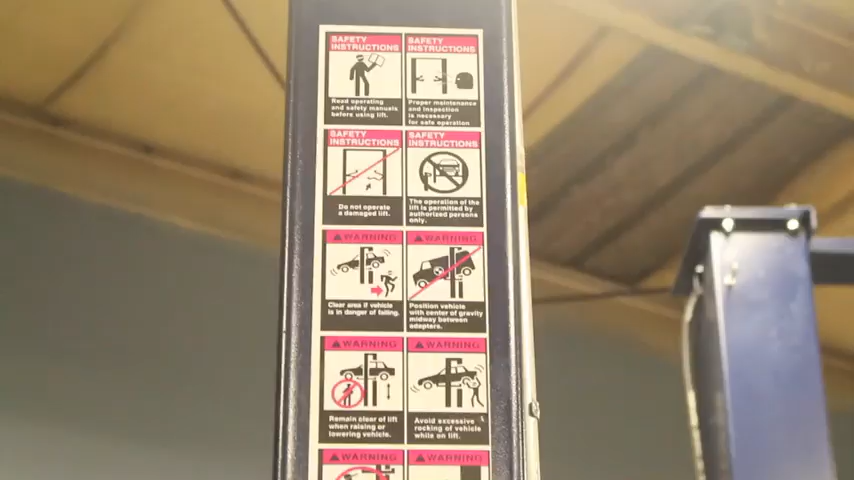 SAFETY
INSTRUCTIONS
Read operating
and safety manuals
before using lift.
SAFETY
INSTRUCTIONS
Proper maintenance
and inspection
is necessary
for safe operation
SAFETY
INSTRUCTIONS
Do not operate
a damaged lift.
SAFETY
INSTRUCTIONS
The operation of the
lift is permitted by
authorized persons
only.
WARNING
Clear area if vehicle
is in danger of falling.
WARNING
Position vehicle
with center of gravity
midway between
adapters.
WARNING
Remain clear of lift
when raising or
lowering vehicle.
WARNING
Avoid excessive
rocking of vehicle
while on lift.
WARNING
WARNING